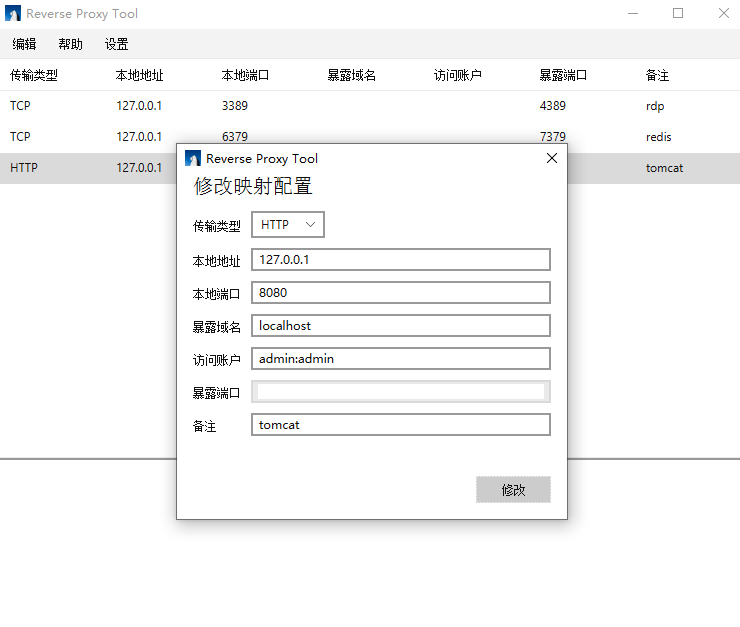 Reverse Proxy Tool
编辑 帮助 设置
传输类型 本地地址 本地端口 暴露域名 访问账户 暴露端口 备注
TCP 127.0.0.1 3389 4389 rdp
TCP 127.0.0.1 6379 7379 redis
HTTP 127.0.0.1 tomcat
Reverse Proxy Tool
修改映射配置
传输类型 HTTP
本地地址 127.0.0.1
本地端口 8080
暴露域名 localhost
访问账户 admin:admin
暴露端口
备注 tomcat
修改